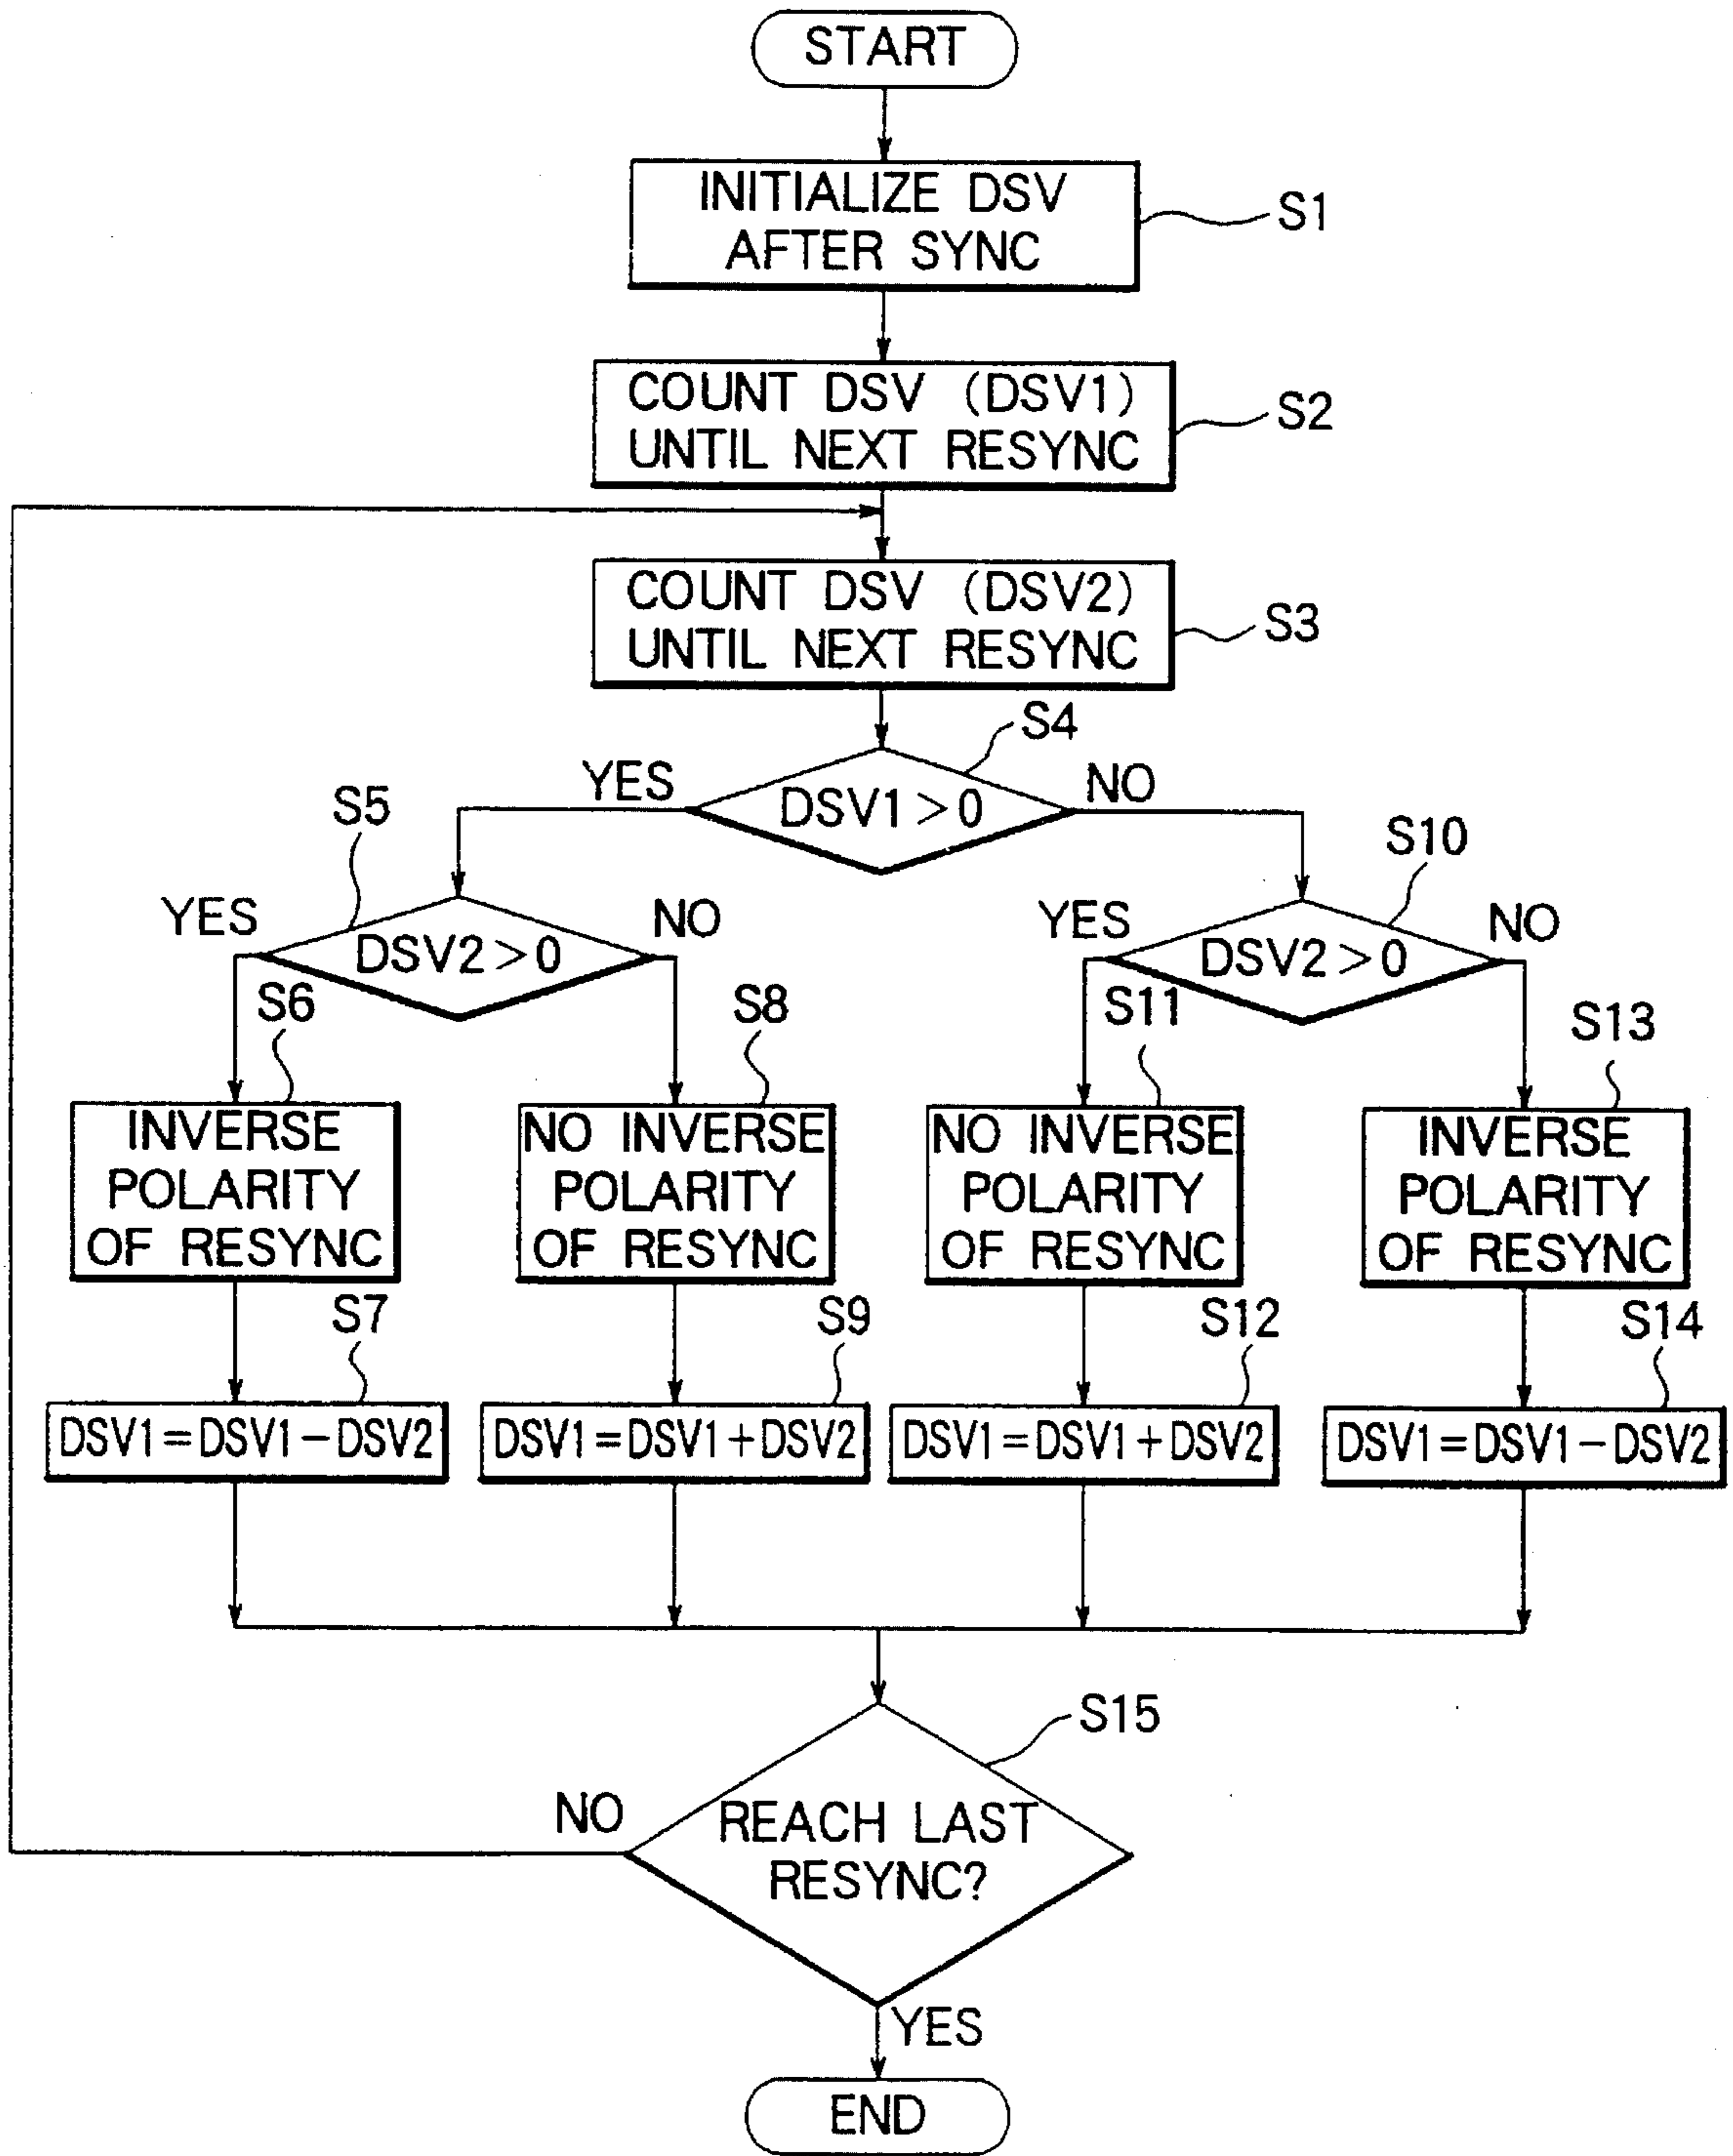 START
INITIALIZE DSV
AFTER SYNC
S1
COUNT DSV (DSV1)
UNTIL NEXT RESYNC
S2
COUNT DSV (DSV2)
UNTIL NEXT RESYNC
S3
S4
YES
DSV1>0
NO
S5
YES
DSV2>0
NO
S10
YES
DSV2>0
NO
S6
INVERSE
POLARITY
OF RESYNC
S8
NO INVERSE
POLARITY
OF RESYNC
S11
NO INVERSE
POLARITY
OF RESYNC
S13
INVERSE
POLARITY
OF RESYNC
S7
DSV1=DSV1−DSV2
S9
DSV1=DSV1+DSV2
S12
DSV1=DSV1+DSV2
S14
DSV1=DSV1−DSV2
S15
NO
REACH LAST
RESYNC?
YES
END